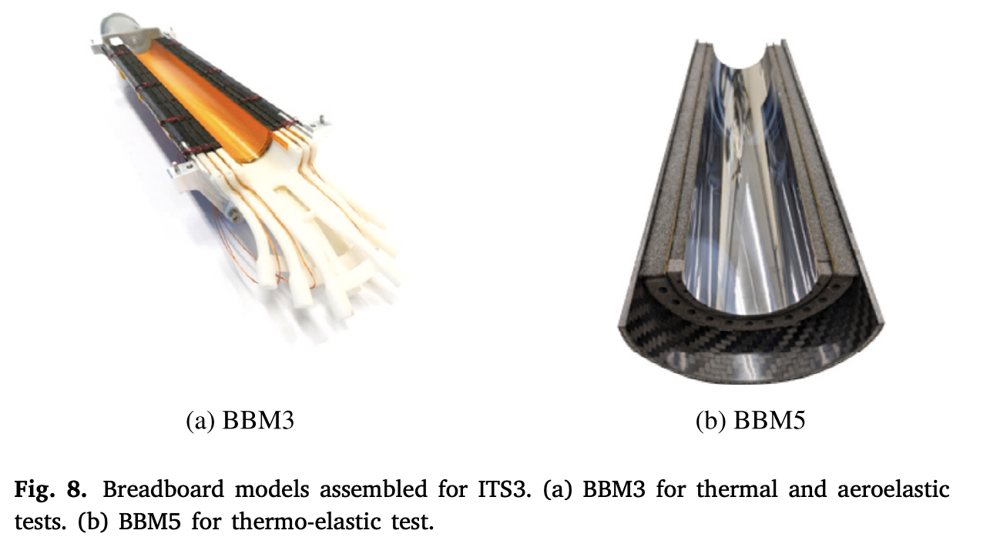 (a) BBM3
(b) BBM5
Fig. 8. Breadboard models assembled for ITS3. (a) BBM3 for thermal and aeroelastic
tests. (b) BBM5 for thermo-elastic test.